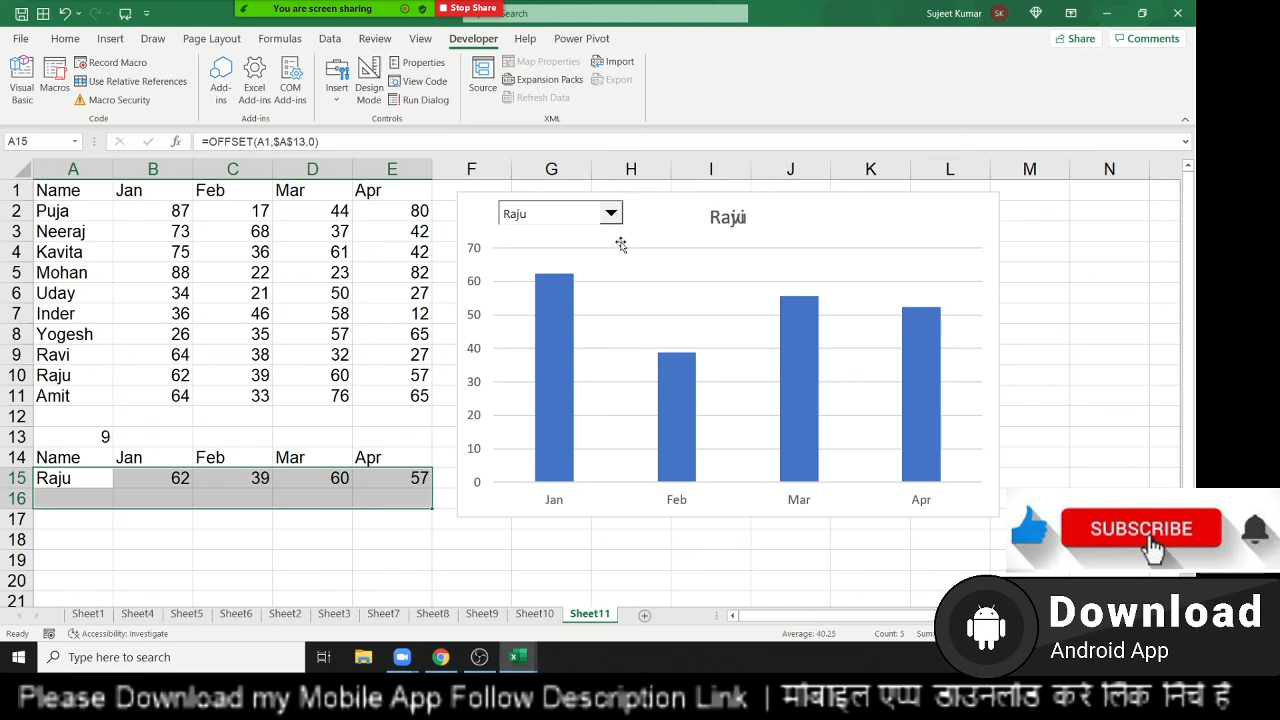 You are screen sharing
Stop Share
Search
Sujeet Kumar SK
File Home Insert Draw Page Layout Formulas Data Review View Developer Help Power Pivot
Share Comments
Visual Basic
Macros
Record Macro
Use Relative References
Macro Security
Code
Add-ins
Excel Add-ins
COM Add-ins
Add-ins
Insert
Design Mode
Properties
View Code
Run Dialog
Controls
Source
Map Properties
Expansion Packs
Refresh Data
Import
Export
XML
A15 fx =OFFSET(A1,$A$13,0)
A B C D E F G H I J K L M N
1 Name Jan Feb Mar Apr
2 Puja 87 17 44 80
3 Neeraj 73 68 37 42
4 Kavita 75 36 61 42
5 Mohan 88 22 23 82
6 Uday 34 21 50 27
7 Inder 36 46 58 12
8 Yogesh 26 35 57 65
9 Ravi 64 38 32 27
10 Raju 62 39 60 57
11 Amit 64 33 76 65
12
13 9
14 Name Jan Feb Mar Apr
15 Raju 62 39 60 57
16
17
18
19
20
21
Raju
70
60
50
40
30
20
10
0
Jan Feb Mar Apr
SUBSCRIBE
Download
Android App
Sheet1 Sheet4 Sheet5 Sheet6 Sheet2 Sheet3 Sheet7 Sheet8 Sheet9 Sheet10 Sheet11
Ready Accessibility: Investigate Average: 40.25 Count: 5
Type here to search
Please Download my Mobile App Follow Description Link | मोबाइल एप्प डाउनलोड करे लिंक निचे है